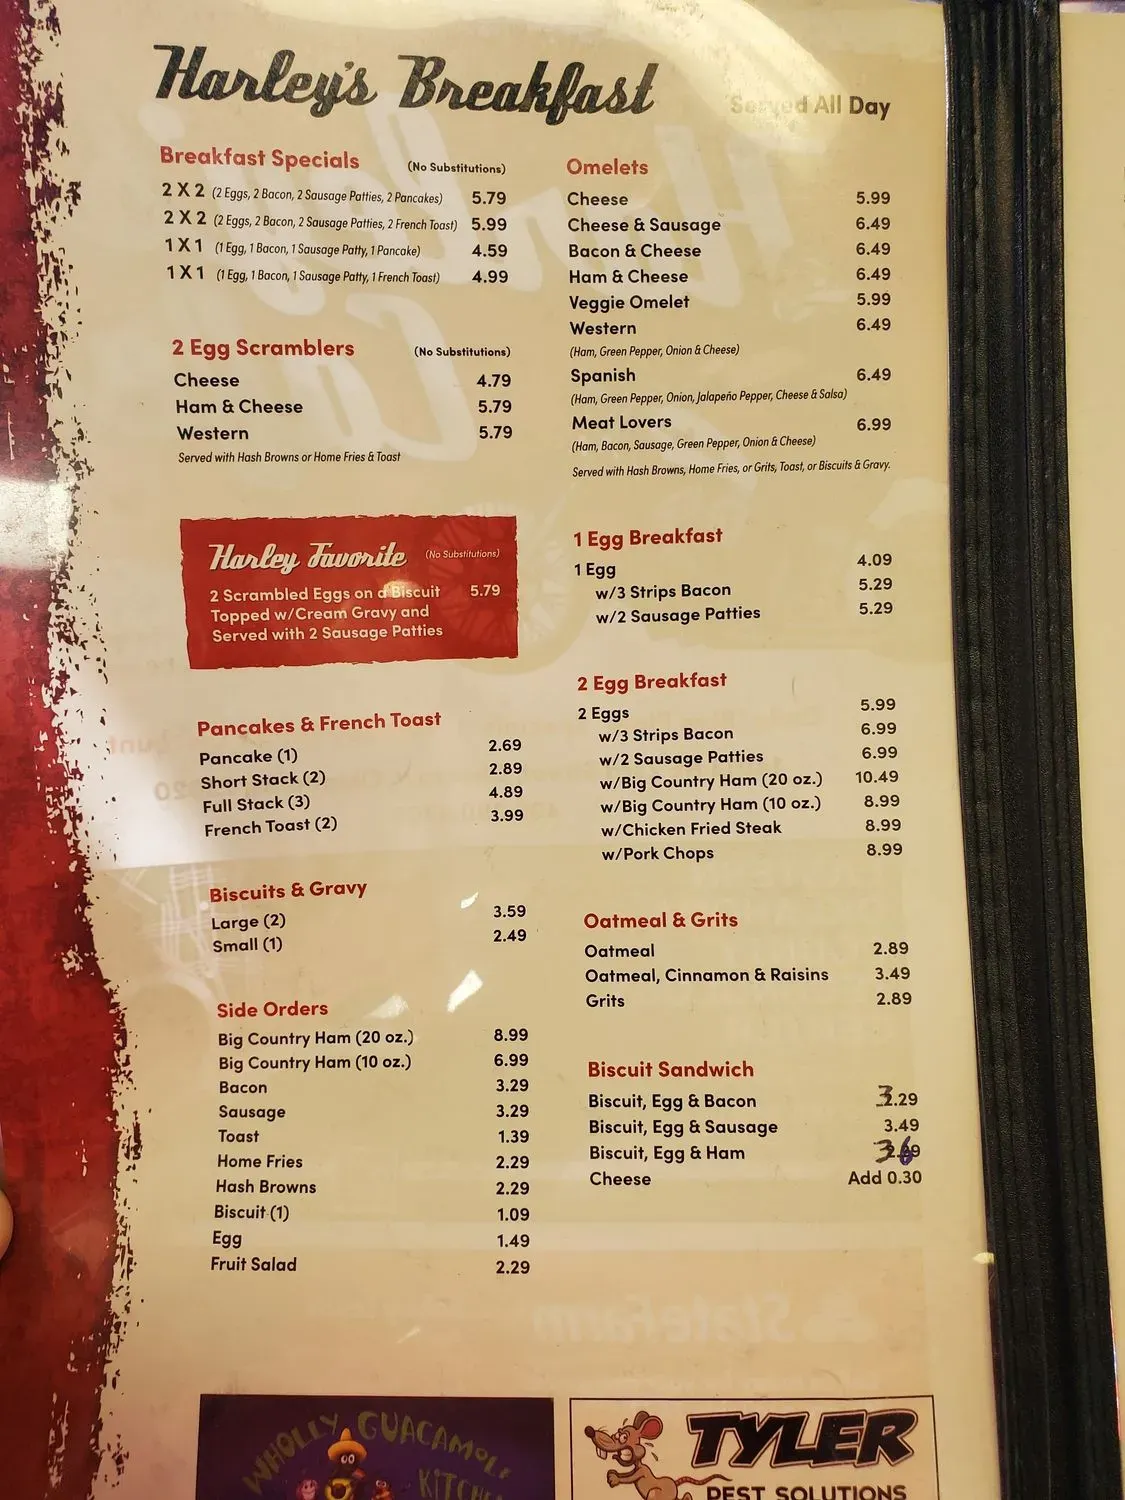 Harley's Breakfast
Served All Day
Breakfast Specials (No Substitutions)
2 X 2 (2 Eggs, 2 Bacon, 2 Sausage Patties, 2 Pancakes) 5.79
2 X 2 (2 Eggs, 2 Bacon, 2 Sausage Patties, 2 French Toast) 5.99
1 X 1 (1 Egg, 1 Bacon, 1 Sausage Patty, 1 Pancake) 4.59
1 X 1 (1 Egg, 1 Bacon, 1 Sausage Patty, 1 French Toast) 4.99
2 Egg Scramblers (No Substitutions)
Cheese 4.79
Ham & Cheese 5.79
Western 5.79
Served with Hash Browns or Home Fries & Toast
Harley Favorite (No Substitutions)
2 Scrambled Eggs on a Biscuit 5.79
Topped w/Cream Gravy and
Served with 2 Sausage Patties
Pancakes & French Toast
Pancake (1) 2.69
Short Stack (2) 2.89
Full Stack (3) 4.89
French Toast (2) 3.99
Biscuits & Gravy
Large (2) 3.59
Small (1) 2.49
Side Orders
Big Country Ham (20 oz.) 8.99
Big Country Ham (10 oz.) 6.99
Bacon 3.29
Sausage 3.29
Toast 1.39
Home Fries 2.29
Hash Browns 2.29
Biscuit (1) 1.09
Egg 1.49
Fruit Salad 2.29
Omelets
Cheese 5.99
Cheese & Sausage 6.49
Bacon & Cheese 6.49
Ham & Cheese 6.49
Veggie Omelet 5.99
Western 6.49
(Ham, Green Pepper, Onion & Cheese)
Spanish 6.49
(Ham, Green Pepper, Onion, Jalapeño Pepper, Cheese & Salsa)
Meat Lovers 6.99
(Ham, Bacon, Sausage, Green Pepper, Onion & Cheese)
Served with Hash Browns, Home Fries, or Grits, Toast, or Biscuits & Gravy.
1 Egg Breakfast
1 Egg 4.09
w/3 Strips Bacon 5.29
w/2 Sausage Patties 5.29
2 Egg Breakfast
2 Eggs 5.99
w/3 Strips Bacon 6.99
w/2 Sausage Patties 6.99
w/Big Country Ham (20 oz.) 10.49
w/Big Country Ham (10 oz.) 8.99
w/Chicken Fried Steak 8.99
w/Pork Chops 8.99
Oatmeal & Grits
Oatmeal 2.89
Oatmeal, Cinnamon & Raisins 3.49
Grits 2.89
Biscuit Sandwich
Biscuit, Egg & Bacon 3.29
Biscuit, Egg & Sausage 3.49
Biscuit, Egg & Ham
Cheese Add 0.30
WHOLLY GUACAMOLE
KITCHEN
TYLER
PEST SOLUTIONS